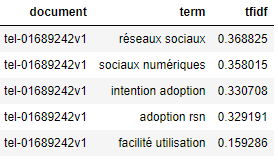 document term tfidf
tel-01689242v1 réseaux sociaux 0.368825
tel-01689242v1 sociaux numériques 0.358015
tel-01689242v1 intention adoption 0.330708
tel-01689242v1 adoption rsn 0.329191
tel-01689242v1 facilité utilisation 0.159286